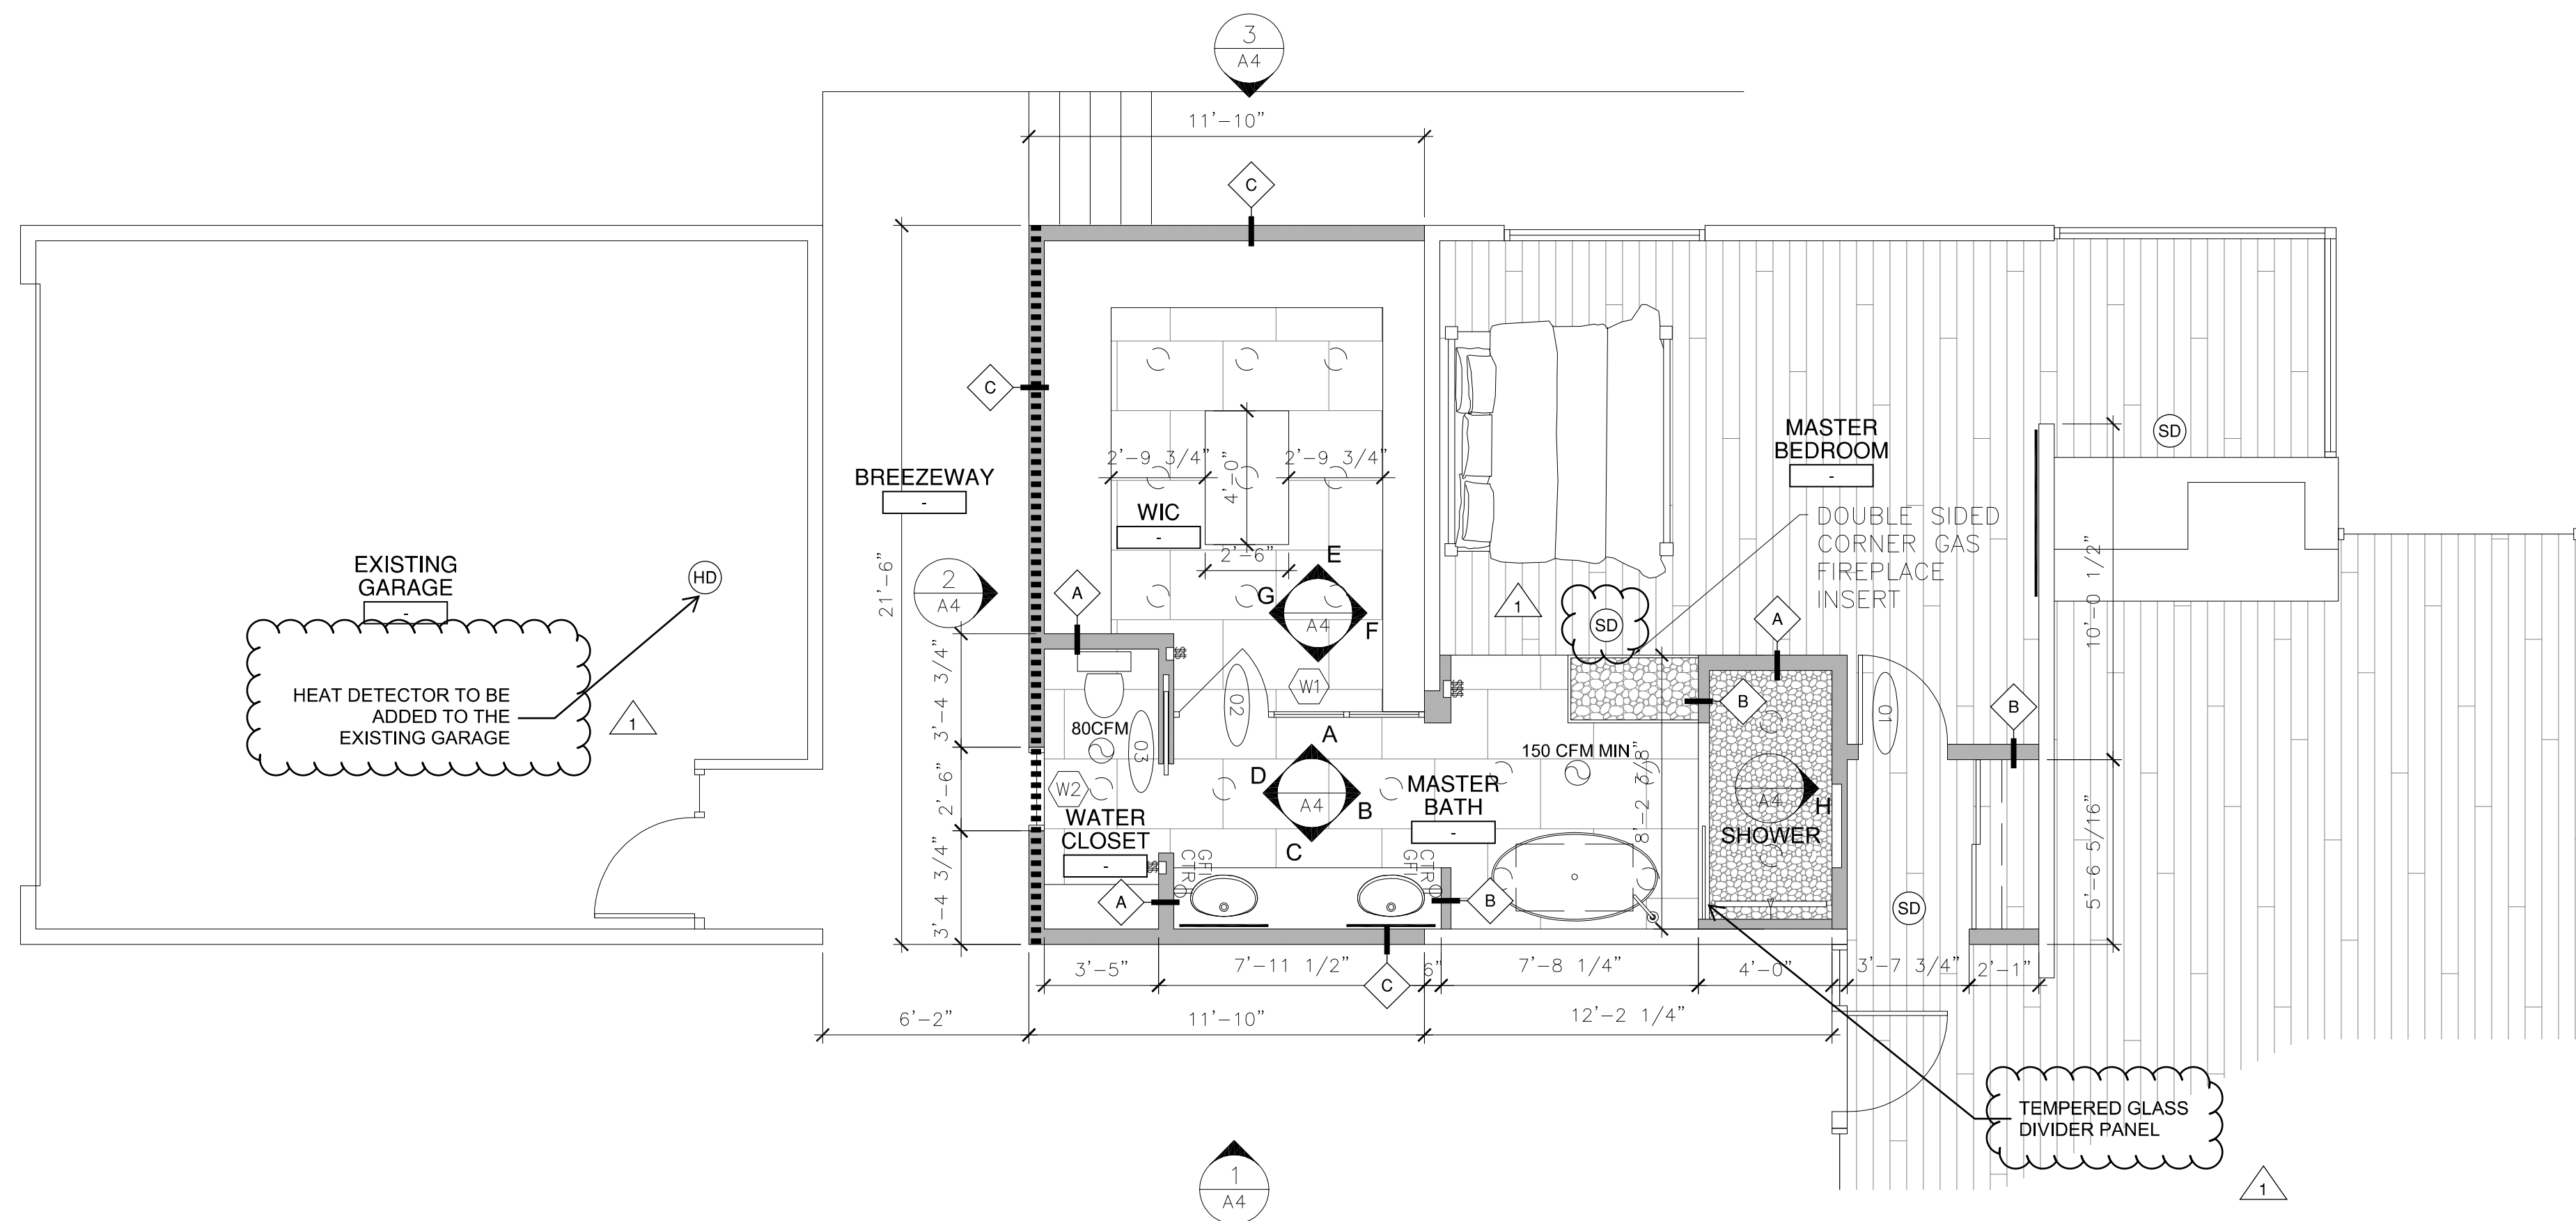 3
A4
11'-10"
C
C
BREEZEWAY
-
21'-6"
2'-9 3/4"
4'-0"
2'-9 3/4"
WIC
-
2'-6"
MASTER
BEDROOM
-
SD
DOUBLE SIDED
CORNER GAS
FIREPLACE
INSERT
10'-0 1/2"
EXISTING
GARAGE
-
HD
HEAT DETECTOR TO BE
ADDED TO THE
EXISTING GARAGE
1
2
A4
A
E
G
A4
F
1
SD
A
W1
$$
$$$
02
03
01
B
B
3'-4 3/4"
2'-6"
3'-4 3/4"
80CFM
W2
WATER
CLOSET
-
$$
A
D
A4
B
C
MASTER
BATH
-
150 CFM MIN
8'-2 3/8"
A4
H
SHOWER
5'-6 5/16"
GFI
CTR
GFI
CTR
A
B
C
SD
3'-5"
7'-11 1/2"
6"
7'-8 1/4"
4'-0"
3'-7 3/4"
2'-1"
6'-2"
11'-10"
12'-2 1/4"
TEMPERED GLASS
DIVIDER PANEL
1
1
A4